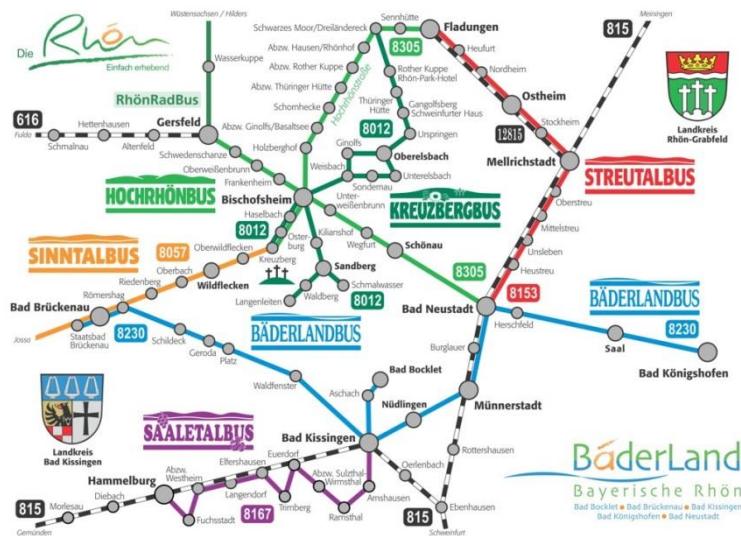 Die Rhön
Einfach erhebend
Wüstensachsen / Hilders
Wasserkuppe
RhönRadBus
616
Fulda
Schmalnau
Hettenhausen
Altenfeld
Gersfeld
Schwedenschanze
Oberweißenbrunn
Frankenheim
Bischofsheim
HOCHRHÖNBUS
Schwarzes Moor/Dreiländereck
Sennhütte
Abzw. Hausen/Rhönhof
Abzw. Rother Kuppe
Abzw. Thüringer Hütte
Schornhecke
Abzw. Ginolfs/Basaltsee
Holzberghof
Hochrhönstraße
8305
Fladungen
Heufurt
Nordheim
Ostheim
Stockheim
12815
Mellrichstadt
Meiningen
815
Landkreis
Rhön-Grabfeld
Rother Kuppe
Rhön-Park-Hotel
Thüringer
Hütte
Gangolfsberg
Schweinfurter Haus
8012
Urspringen
Ginolfs
Oberelsbach
Weisbach
Sondernau
Unterelsbach
Unter-
weißenbrunn
KREUZBERGBUS
STREUTALBUS
Oberstreu
Mittelstreu
Unsleben
Heustreu
8153
Haselbach
8012
Oster-
burg
Kreuzberg
Kilianshof
Wegfurt
Schönau
8305
Sandberg
Schmalwasser
Waldberg
Langenleiten
8012
SINNTALBUS
8057
Oberwildflecken
Wildflecken
Oberbach
Riedenberg
Römershag
Bad Brückenau
Staatsbad
Brückenau
Jossa
8230
Schildeck
Geroda
Platz
Waldfenster
BÄDERLANDBUS
Bad Neustadt
BÄDERLANDBUS
Herschfeld
Saal
8230
Bad Königshofen
Burglauer
Münnerstadt
Nüdlingen
Bad Bocklet
Aschach
Bad Kissingen
Landkreis
Bad Kissingen
SAALETALBUS
Rottershausen
Oerlenbach
Ebenhausen
815
Schweinfurt
Hammelburg
Abzw.
Westheim
Elfershausen
Euerdorf
Langendorf
Trimberg
Abzw. Sulzthal-
Wirmsthal
Ramsthal
Arnshausen
Fuchsstadt
8167
Diebach
Morlesau
815
Gemünden
BäderLand
Bayerische Rhön
Bad Bocklet • Bad Brückenau • Bad Kissingen
Bad Königshofen • Bad Neustadt